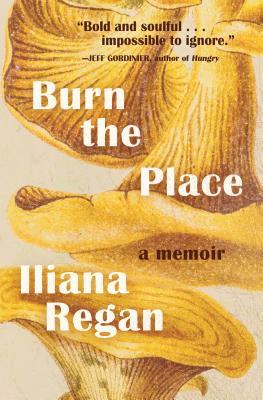 “Bold and soulful . . .
impossible to ignore.”
—JEFF GORDINIER, author of Hungry
Burn
the
Place
a memoir
Iliana
Regan